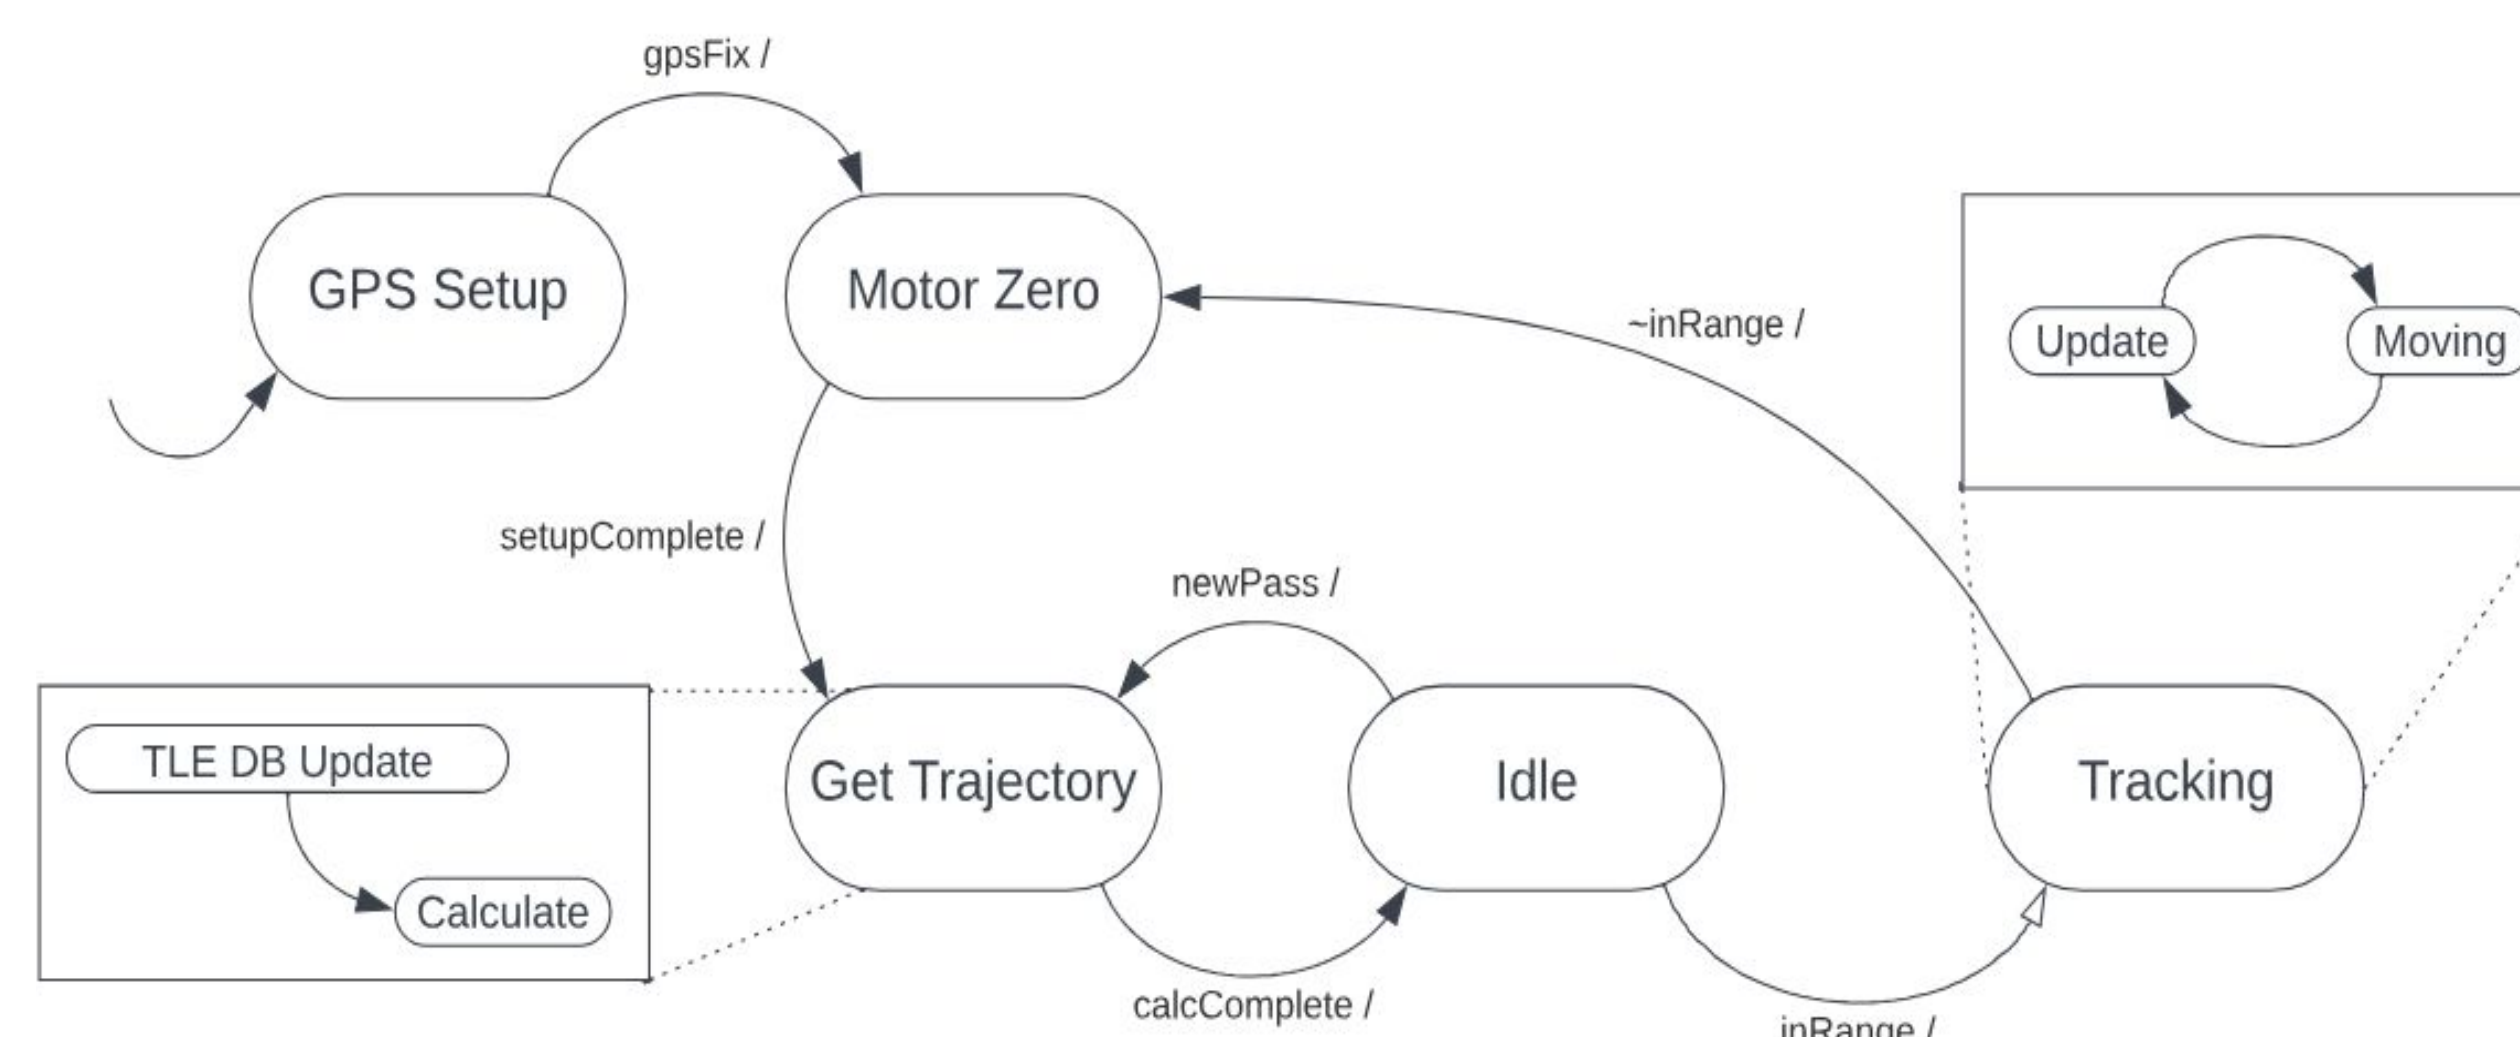 gpsFix /
GPS Setup
Motor Zero
~inRange /
Update
Moving
setupComplete /
newPass /
TLE DB Update
Get Trajectory
Idle
Tracking
Calculate
calcComplete /
inRange /